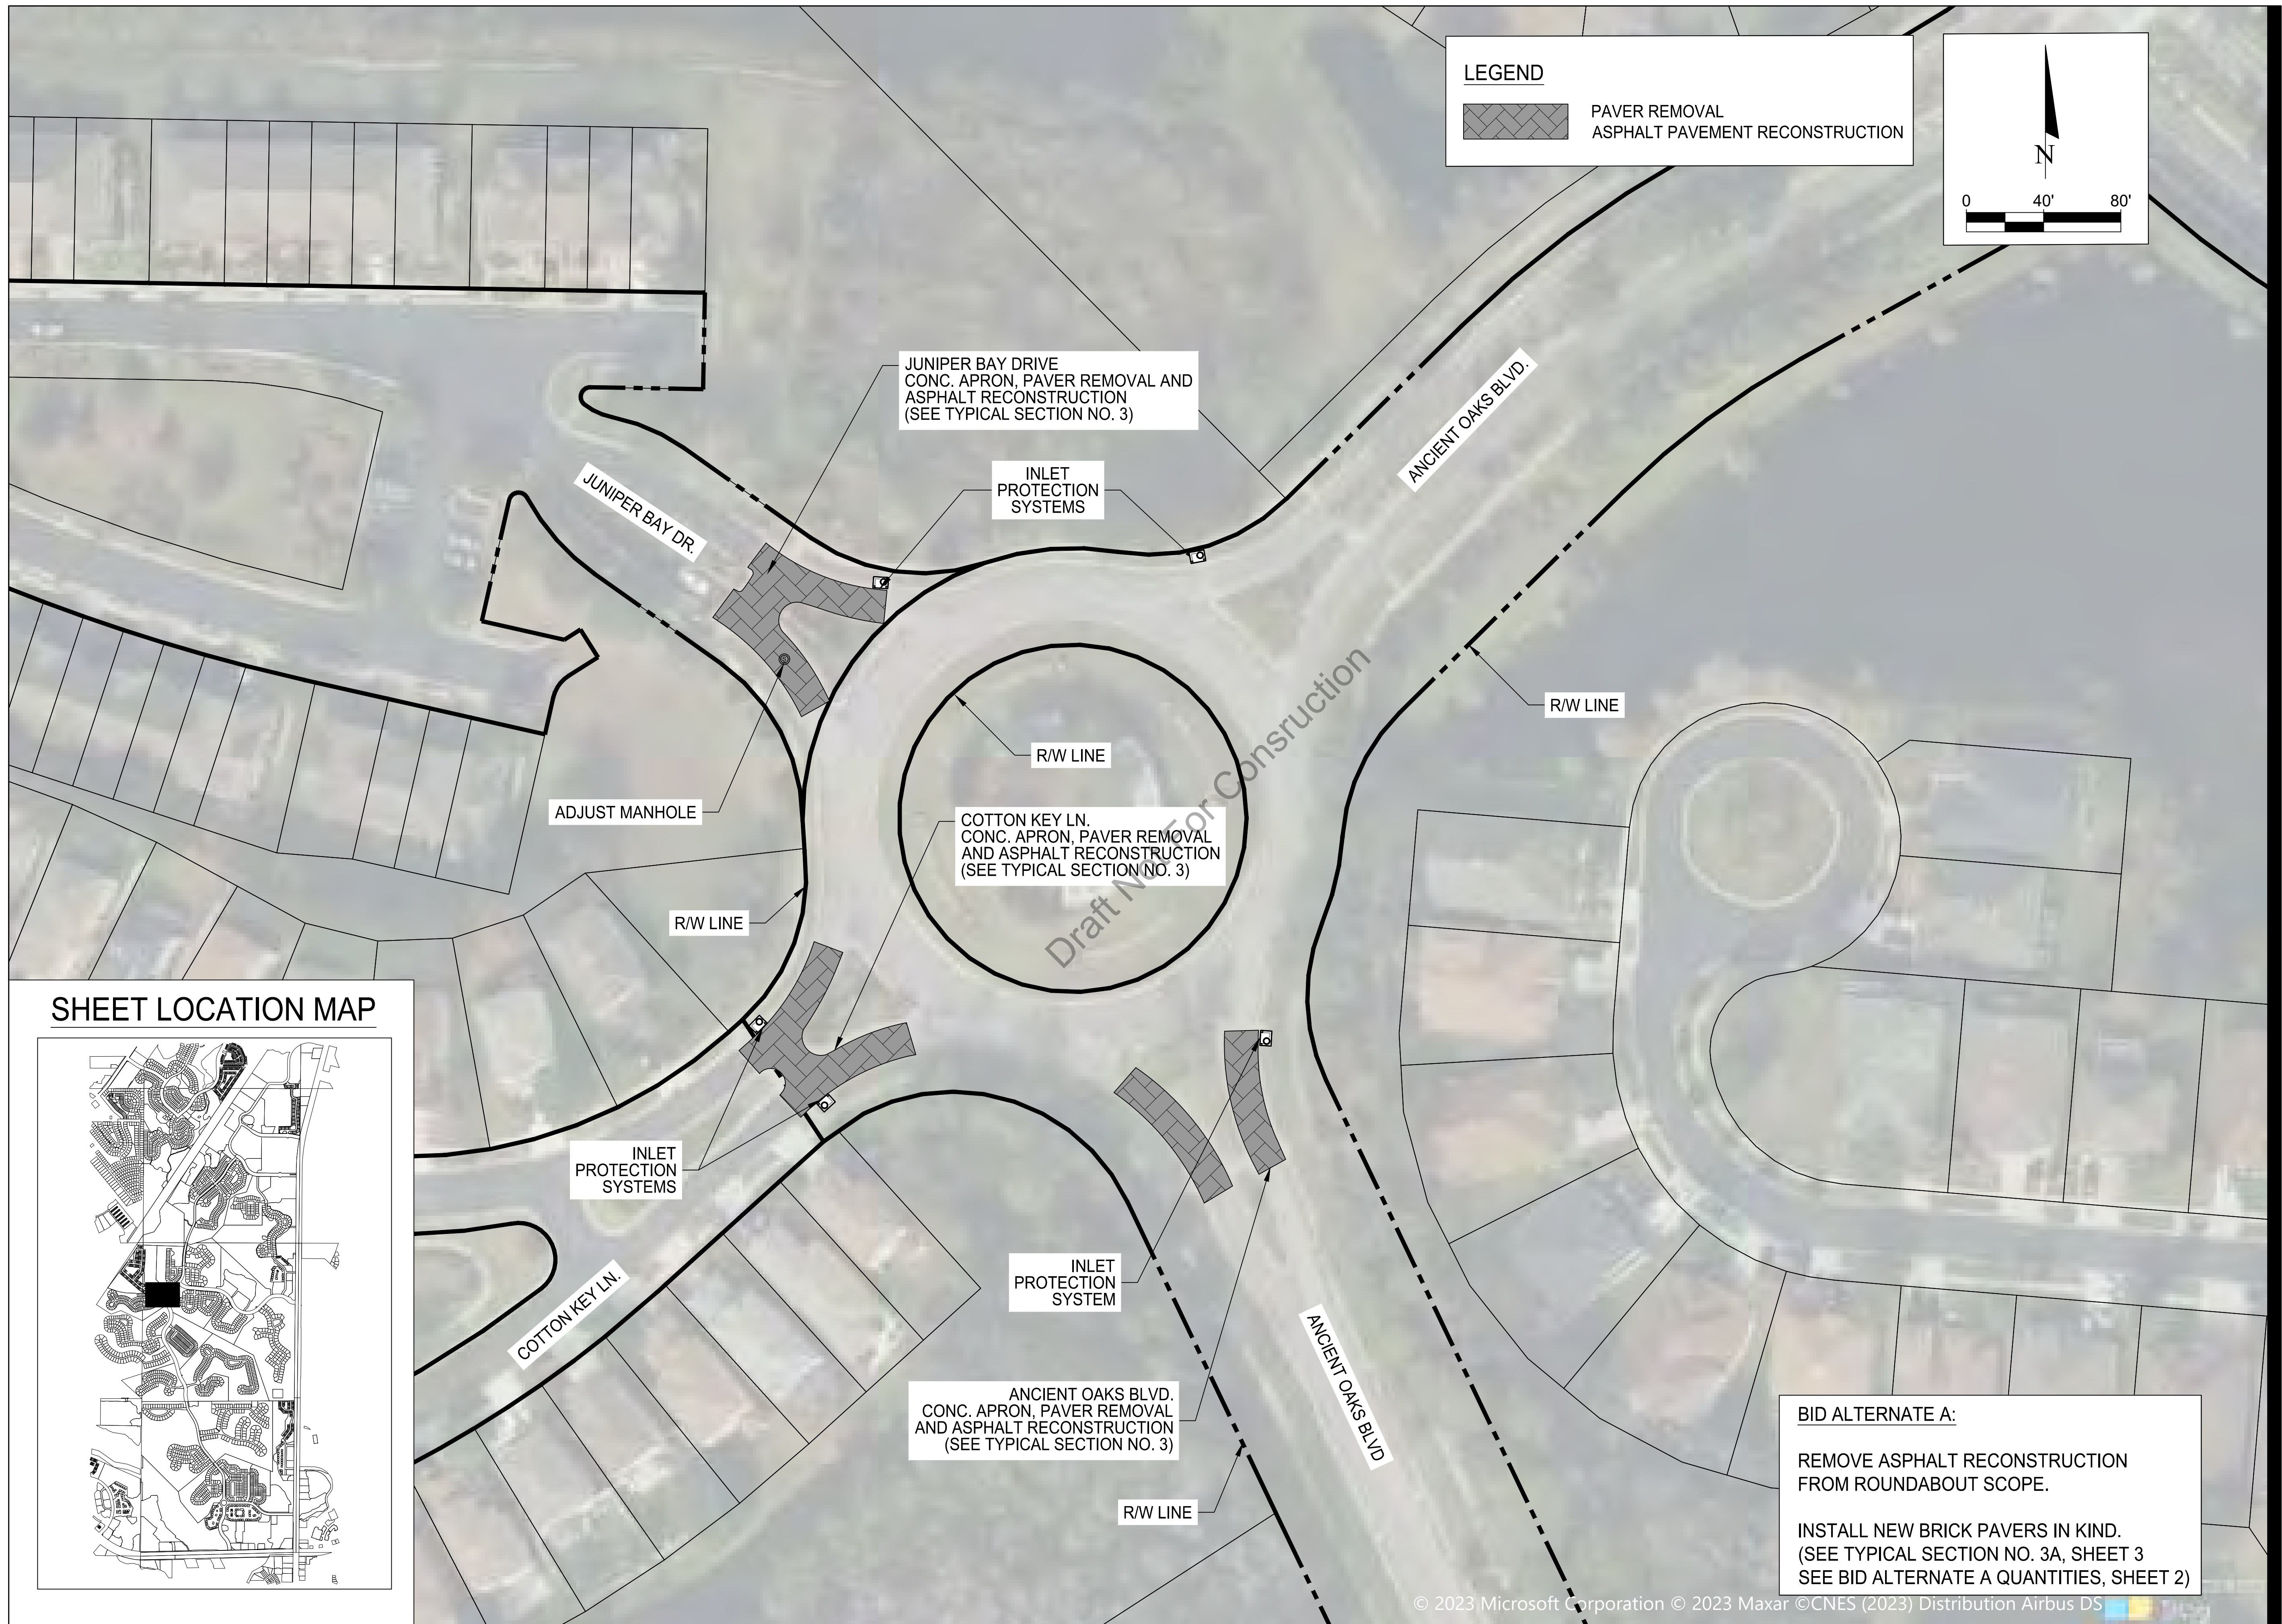 LEGEND
PAVER REMOVAL
ASPHALT PAVEMENT RECONSTRUCTION
N
0 40' 80'
JUNIPER BAY DRIVE
CONC. APRON, PAVER REMOVAL AND
ASPHALT RECONSTRUCTION
(SEE TYPICAL SECTION NO. 3)
INLET
PROTECTION
SYSTEMS
ANCIENT OAKS BLVD.
JUNIPER BAY DR.
R/W LINE
R/W LINE
ADJUST MANHOLE
COTTON KEY LN.
CONC. APRON, PAVER REMOVAL
AND ASPHALT RECONSTRUCTION
(SEE TYPICAL SECTION NO. 3)
Draft Not For Consruction
R/W LINE
SHEET LOCATION MAP
INLET
PROTECTION
SYSTEMS
COTTON KEY LN.
INLET
PROTECTION
SYSTEM
ANCIENT OAKS BLVD
ANCIENT OAKS BLVD.
CONC. APRON, PAVER REMOVAL
AND ASPHALT RECONSTRUCTION
(SEE TYPICAL SECTION NO. 3)
R/W LINE
BID ALTERNATE A:
REMOVE ASPHALT RECONSTRUCTION
FROM ROUNDABOUT SCOPE.
INSTALL NEW BRICK PAVERS IN KIND.
(SEE TYPICAL SECTION NO. 3A, SHEET 3
SEE BID ALTERNATE A QUANTITIES, SHEET 2)
© 2023 Microsoft Corporation © 2023 Maxar ©CNES (2023) Distribution Airbus DS